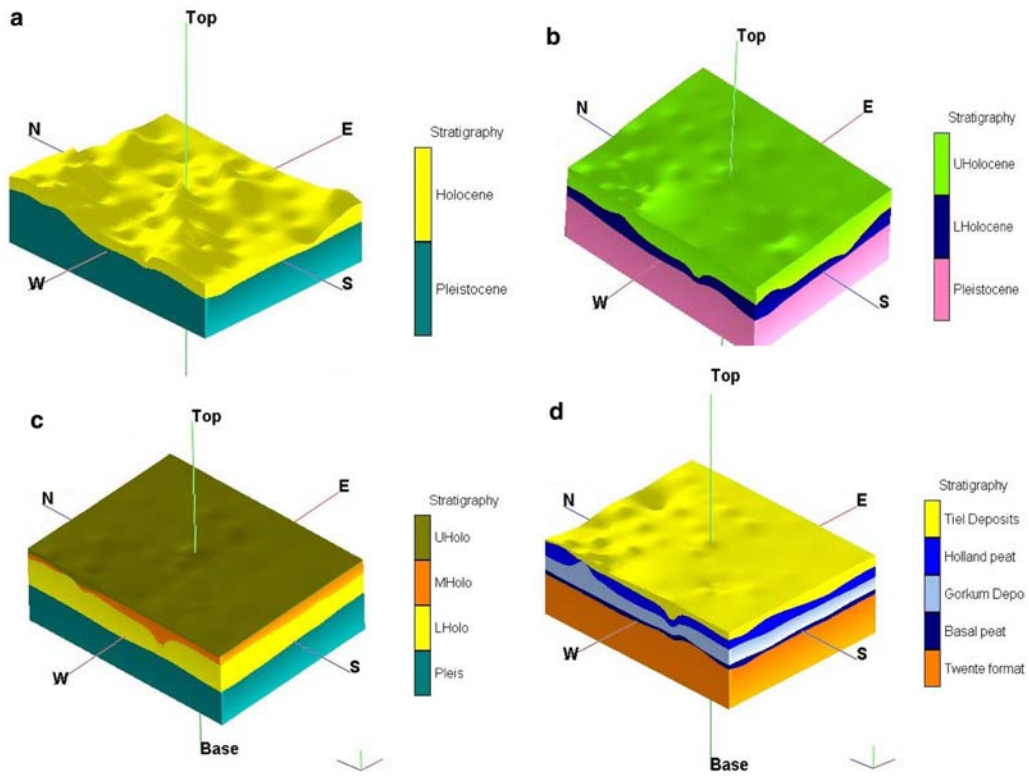 a
Top
N
E
W
S
Stratigraphy
Holocene
Pleistocene
b
Top
N
E
W
S
Stratigraphy
UHolocene
LHolocene
Pleistocene
c
Top
N
E
W
S
Base
Stratigraphy
UHolo
MHolo
LHolo
Pleis
d
Top
N
E
W
S
Base
Stratigraphy
Tiel Deposits
Holland peat
Gorkum Depo
Basal peat
Twente format